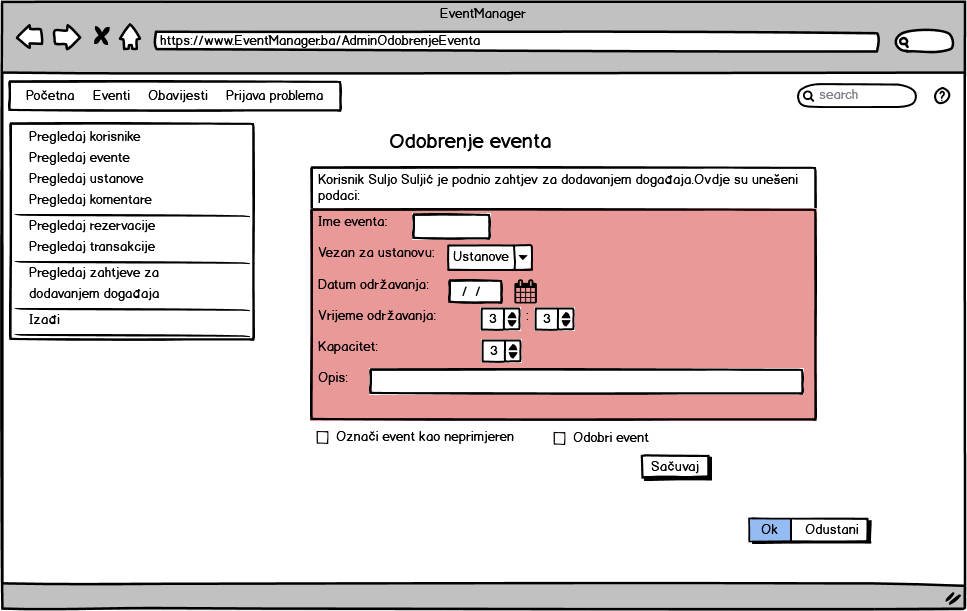 EventManager
https://www.EventManager.ba/AdminOdobrenjeEventa
Početna Eventi Obavijesti Prijava problema
search
?
Pregledaj korisnike
Pregledaj evente
Pregledaj ustanove
Pregledaj komentare
Pregledaj rezervacije
Pregledaj transakcije
Pregledaj zahtjeve za
dodavanjem događaja
Izađi
Odobrenje eventa
Korisnik Suljo Suljić je podnio zahtjev za dodavanjem događaja.Ovdje su unešeni
podaci:
Ime eventa:
Vezan za ustanovu: Ustanove
Datum održavanja: / /
Vrijeme održavanja: 3 : 3
Kapacitet: 3
Opis:
Označi event kao neprimjeren Odobri event
Sačuvaj
Ok Odustani